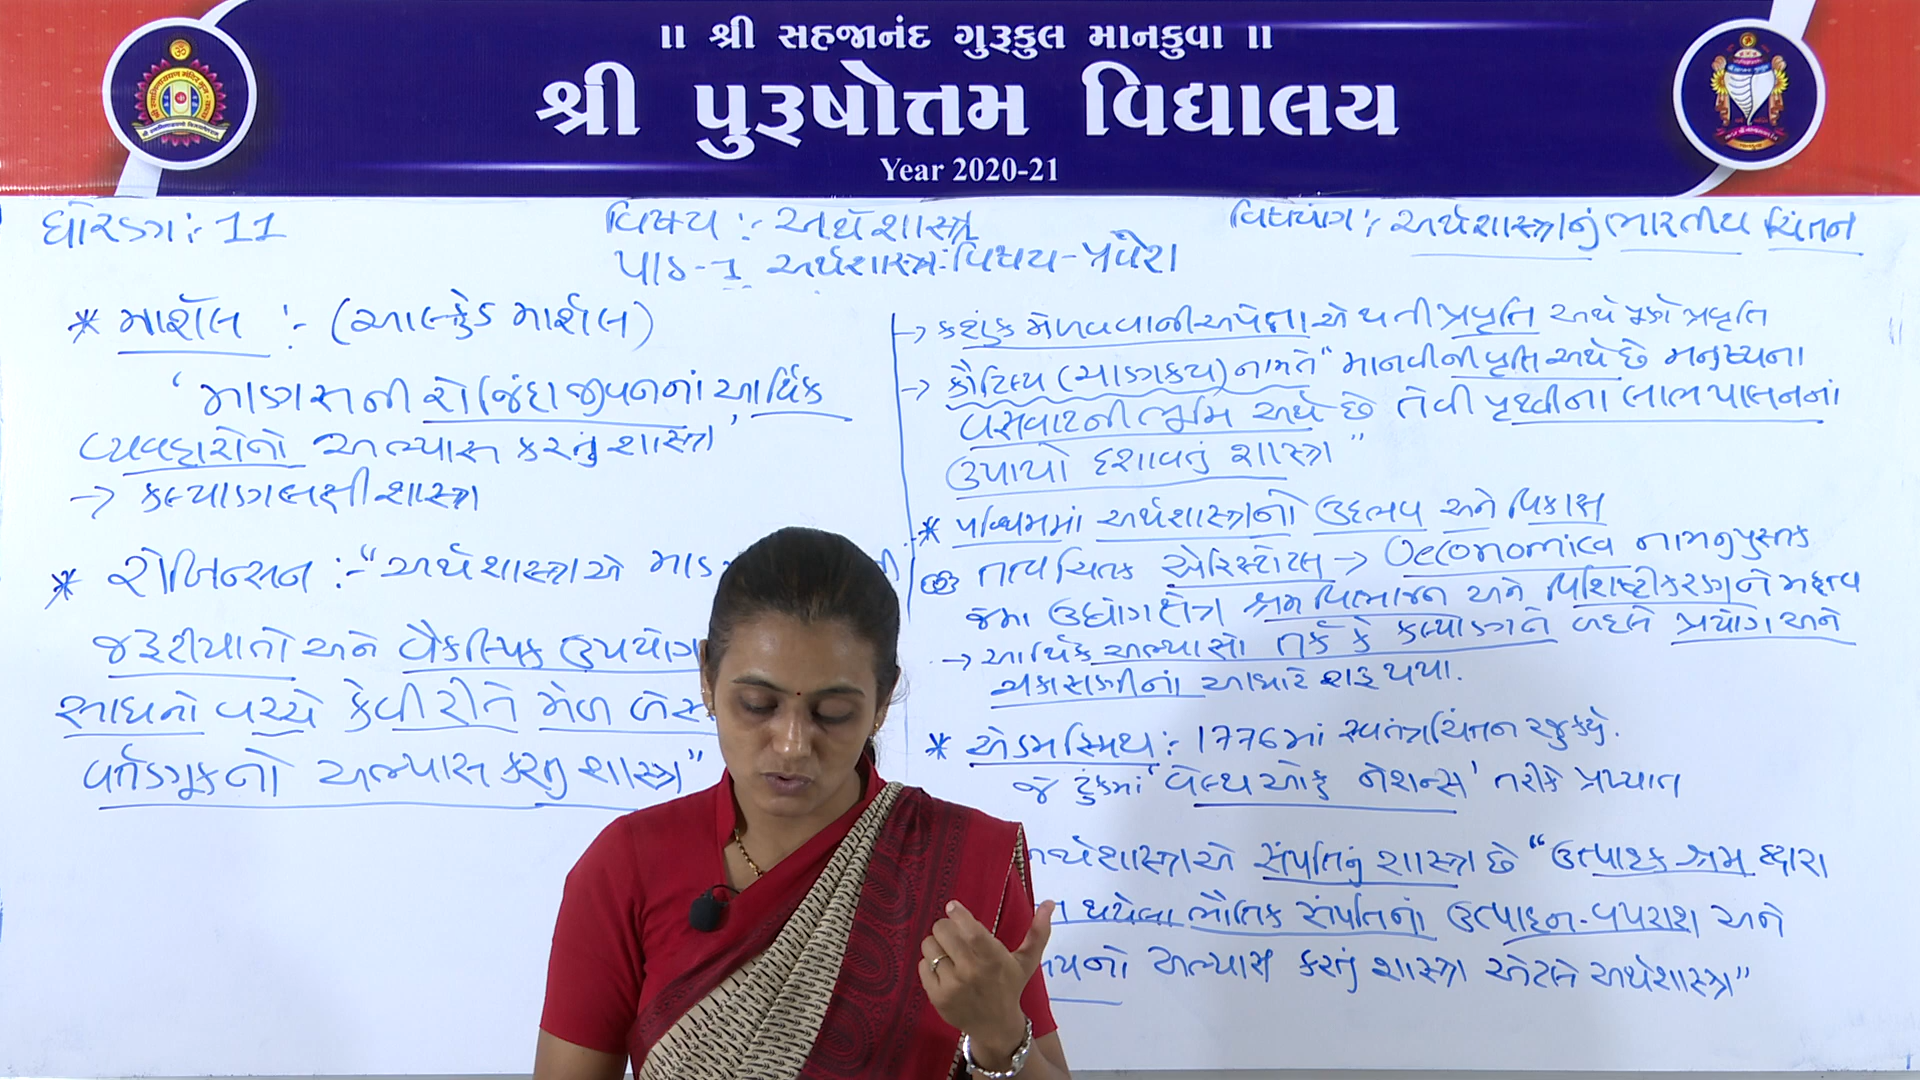 ॥ શ્રી સહજાનંદ ગુરૂકુલ માનકુવા ॥
શ્રી પુરૂષોત્તમ વિદ્યાલય
Year 2020-21
ધોરણ :- 11
વિષય :- અર્થશાસ્ત્ર
પાઠ-1 અર્થશાસ્ત્ર:વિષય-પ્રવેશ
વિષયાંગ :- અર્થશાસ્ત્રનું ભારતીય ચિંતન
* માર્શલ :- (આલ્ફ્રેડ માર્શલ)
' માણસની રોજિંદા જીવનનાં આર્થિક
વ્યવહારોનો અભ્યાસ કરતું શાસ્ત્ર '
→ કલ્યાણલક્ષી શાસ્ત્ર
* રોબિન્સન :- "અર્થશાસ્ત્ર એ
જરૂરીયાતો અને વૈકલ્પિક ઉપયોગ
સાધનો વચ્ચે કેવી રીતે મેળ
વર્તણૂકનો અભ્યાસ કરતું શાસ્ત્ર"
→ કશુંક મેળવવાની અપેક્ષા એ થતી પ્રવૃત્તિ અર્થ પ્રવૃત્તિ
→ કૌટિલ્ય (ચાણક્ય) ના મતે "માનવીની વૃત્તિ અર્થ છે મનુષ્યના
વસવાટની ભૂમિ અર્થ છે તેવી પૃથ્વીના લાભ પાલનનાં
ઉપાયો દર્શાવતું શાસ્ત્ર"
* પશ્ચિમમાં અર્થશાસ્ત્રનો ઉદ્દભવ અને વિકાસ
તત્વ ચિંતક એરિસ્ટોટલ → Oeconomica નામનુ પુસ્તક
જેમા ઉદ્યોગક્ષેત્ર શ્રમ વિભાજન અને વિશિષ્ટીકરણને મહત્વ
→ આર્થિક અભ્યાસો તર્ક કે કલ્પનાને બદલે પ્રયોગ અને
ચકાસણીનાં આધારે શરૂ થયા.
* એડમ સ્મિથ :- 1776માં સ્વતંત્ર ચિંતન રજુ કર્યુ.
જે ટુંકમાં 'વેલ્થ ઓફ નેશન્સ' તરીકે પ્રખ્યાત
અર્થશાસ્ત્ર એ સંપત્તિનું શાસ્ત્ર છે "ઉત્પાદક શ્રમ દ્વારા
થયેલા ભૌતિક સંપતિનાં ઉત્પાદન-વપરાશ અને
અભ્યાસ કરતું શાસ્ત્ર એટલે અર્થશાસ્ત્ર"